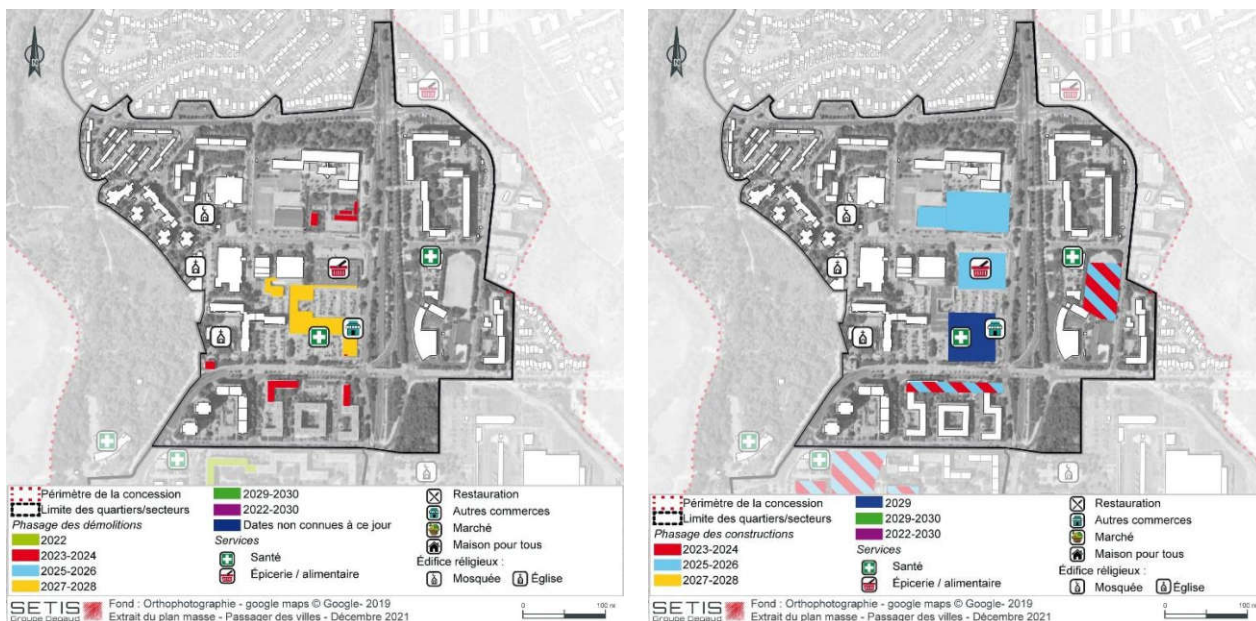 N
Périmètre de la concession
Limite des quartiers/secteurs
Phasage des démolitions
2022
2023-2024
2025-2026
2027-2028
2029-2030
2022-2030
Dates non connues à ce jour
Services
Santé
Épicerie / alimentaire
Restauration
Autres commerces
Marché
Maison pour tous
Édifice réligieux :
Mosquée
Église
SETIS
Groupe Degaud
Fond : Orthophotographie - google maps © Google- 2019
Extrait du plan masse - Passager des villes - Décembre 2021
0
100 m
N
Périmètre de la concession
Limite des quartiers/secteurs
Phasage des constructions
2023-2024
2025-2026
2027-2028
2029
2029-2030
2022-2030
Services
Santé
Épicerie / alimentaire
Restauration
Autres commerces
Marché
Maison pour tous
Édifice réligieux :
Mosquée
Église
SETIS
Groupe Degaud
Fond : Orthophotographie - google maps © Google- 2019
Extrait du plan masse - Passager des villes - Décembre 2021
0
100 m